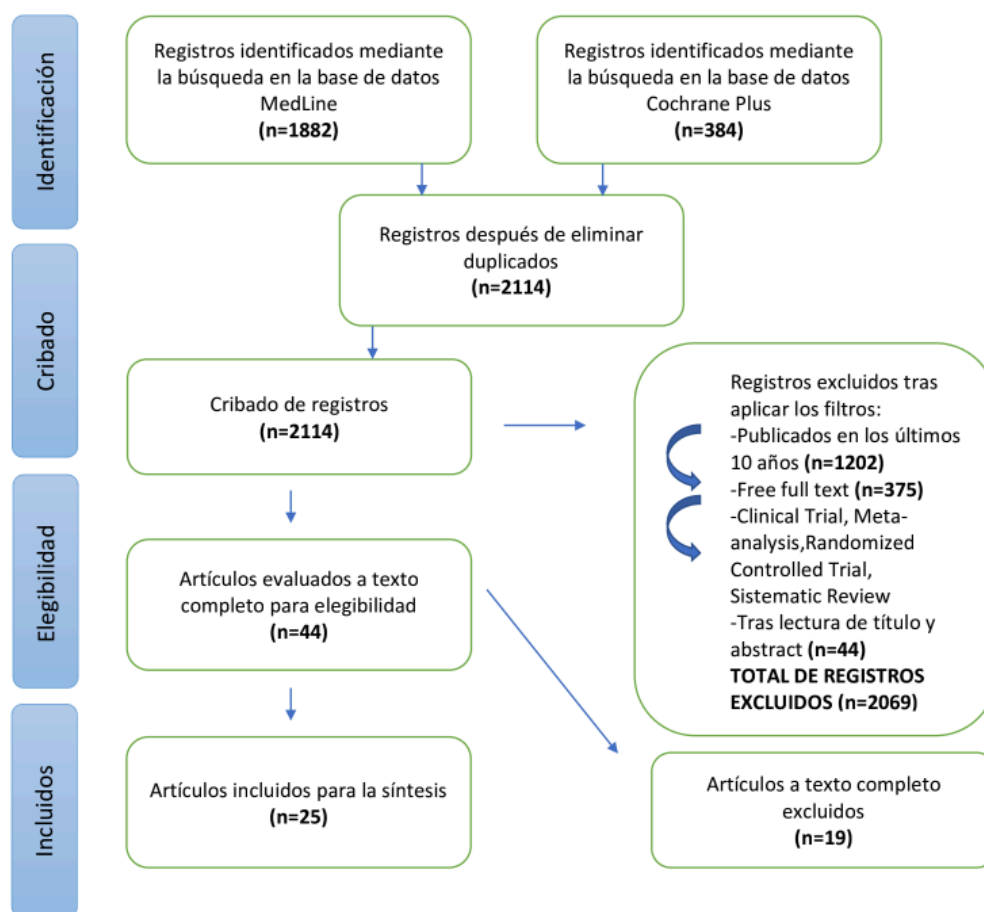 Identificación
Registros identificados mediante
la búsqueda en la base de datos
MedLine
(n=1882)
Registros identificados mediante
la búsqueda en la base de datos
Cochrane Plus
(n=384)
Registros después de eliminar
duplicados
(n=2114)
Cribado
Cribado de registros
(n=2114)
Registros excluidos tras
aplicar los filtros:
-Publicados en los últimos
10 años (n=1202)
-Free full text (n=375)
-Clinical Trial, Meta-
analysis,Randomized
Controlled Trial,
Sistematic Review
-Tras lectura de título y
abstract (n=44)
TOTAL DE REGISTROS
EXCLUIDOS (n=2069)
Elegibilidad
Artículos evaluados a texto
completo para elegibilidad
(n=44)
Incluidos
Artículos incluidos para la síntesis
(n=25)
Artículos a texto completo
excluidos
(n=19)